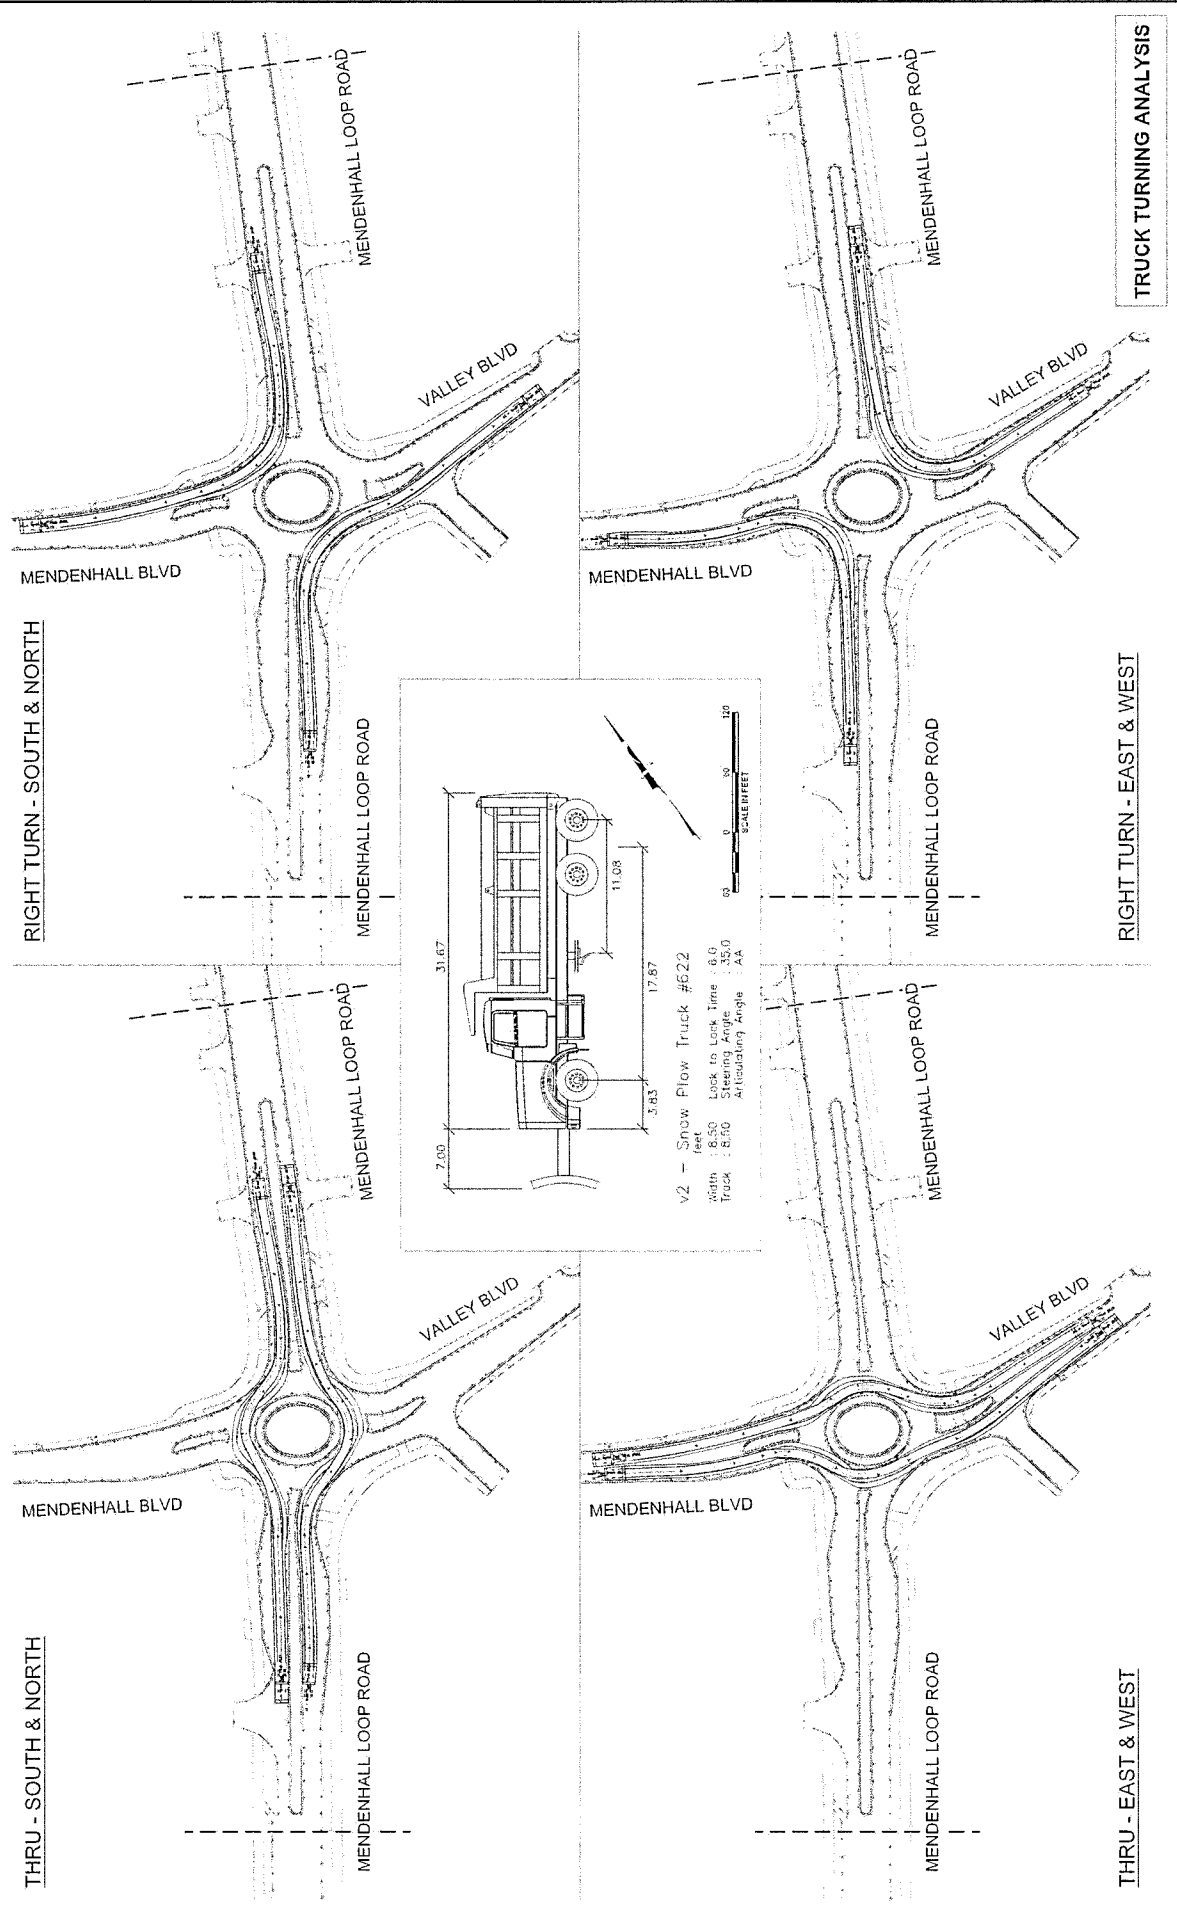 THRU - SOUTH & NORTH
MENDENHALL BLVD
MENDENHALL LOOP ROAD
VALLEY BLVD
MENDENHALL LOOP ROAD
RIGHT TURN - SOUTH & NORTH
MENDENHALL BLVD
MENDENHALL LOOP ROAD
VALLEY BLVD
MENDENHALL LOOP ROAD
7.00
31.67
3.83
17.87
11.08
v2 - Snow Plow Truck #622
feet
Width : 8.50
Track : 8.50
Lock to Lock Time : 6.0
Steering Angle : 35.0
Articulating Angle : AA
60 0 60 120
SCALE IN FEET
THRU - EAST & WEST
MENDENHALL BLVD
MENDENHALL LOOP ROAD
VALLEY BLVD
MENDENHALL LOOP ROAD
RIGHT TURN - EAST & WEST
MENDENHALL BLVD
MENDENHALL LOOP ROAD
VALLEY BLVD
MENDENHALL LOOP ROAD
TRUCK TURNING ANALYSIS